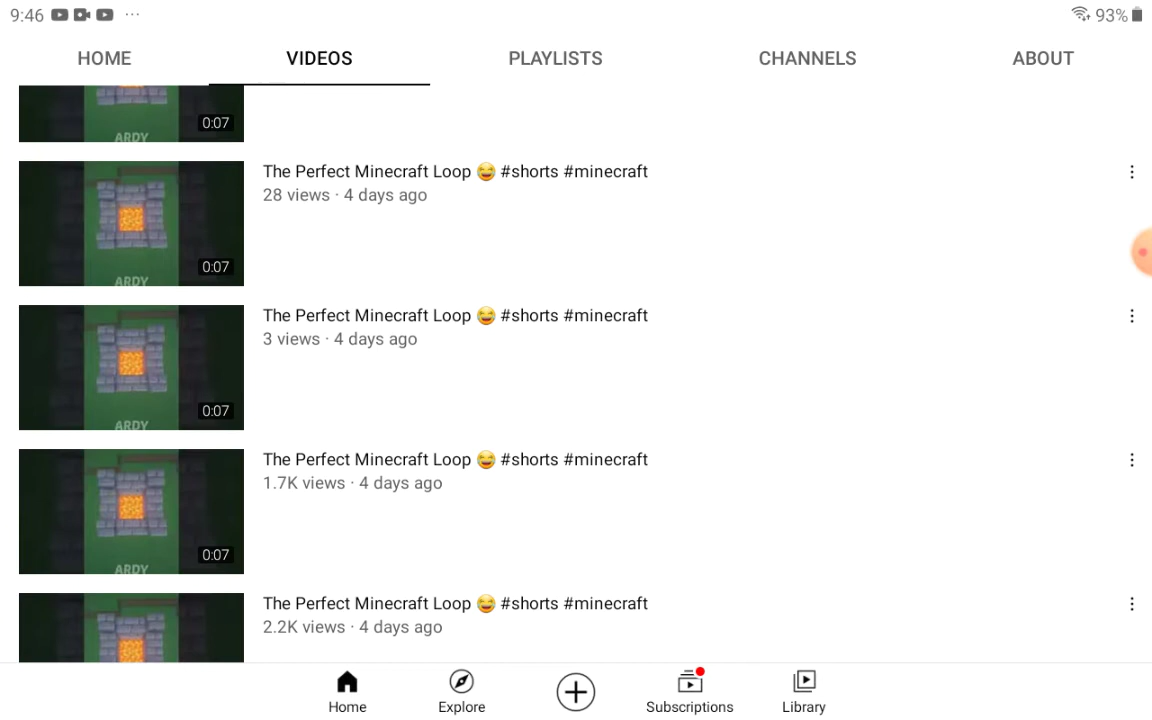 9:46 93%
HOME VIDEOS PLAYLISTS CHANNELS ABOUT
0:07
ARDY
The Perfect Minecraft Loop 😂 #shorts #minecraft
28 views · 4 days ago
0:07
ARDY
The Perfect Minecraft Loop 😂 #shorts #minecraft
3 views · 4 days ago
0:07
ARDY
The Perfect Minecraft Loop 😂 #shorts #minecraft
1.7K views · 4 days ago
0:07
ARDY
The Perfect Minecraft Loop 😂 #shorts #minecraft
2.2K views · 4 days ago
Home Explore Subscriptions Library